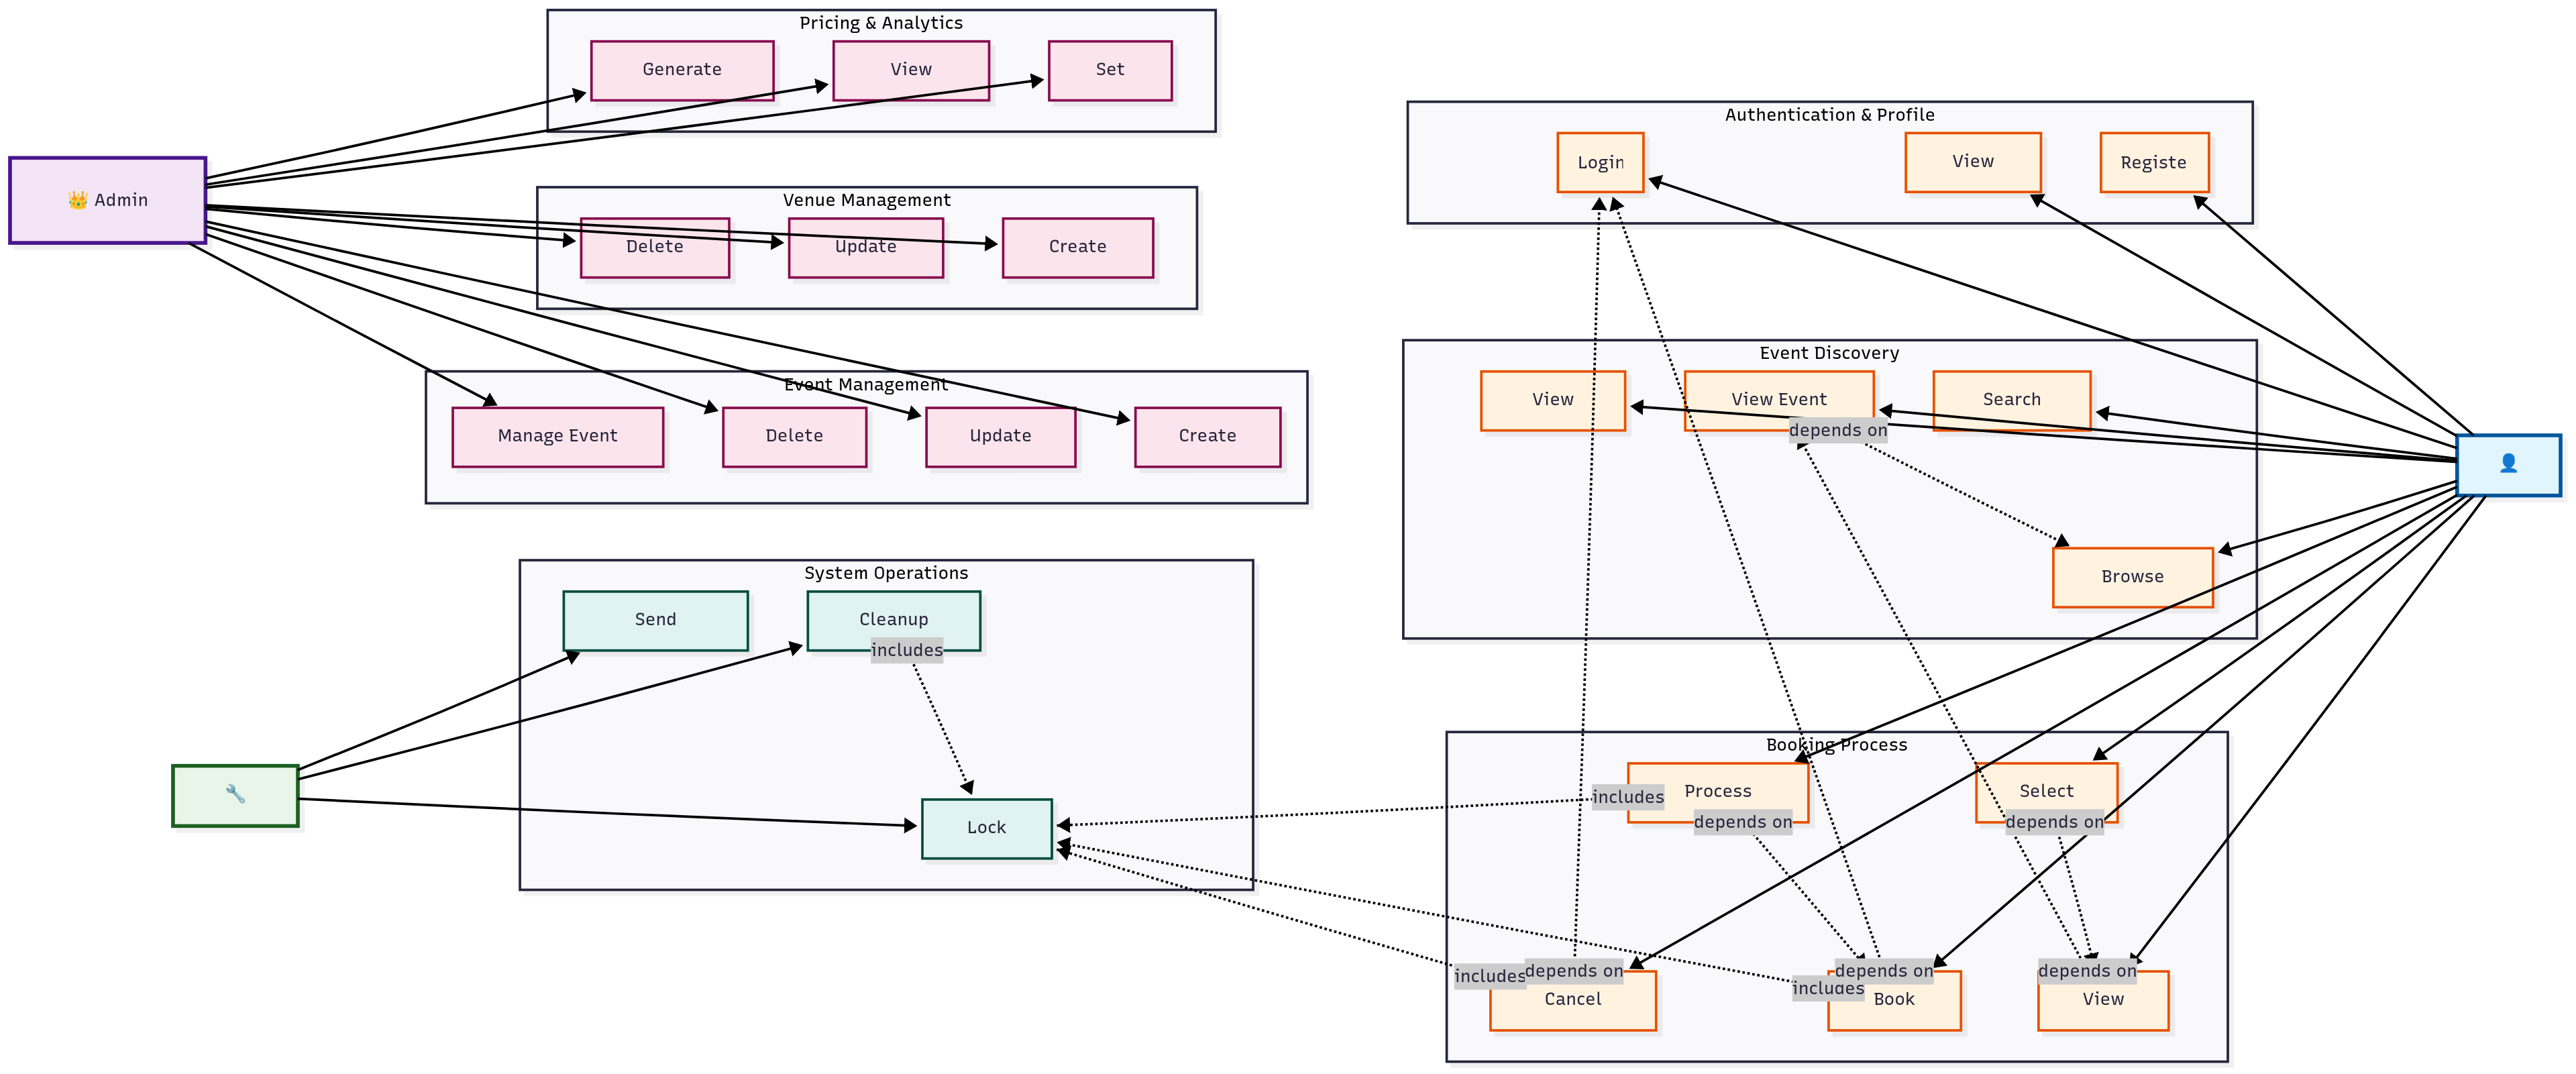 Pricing & Analytics
Generate
View
Set
👑 Admin
Venue Management
Delete
Update
Create
Event Management
Manage Event
Delete
Update
Create
System Operations
Send
Cleanup
includes
🔧
Lock
Authentication & Profile
Login
View
Registe
Event Discovery
View
View Event
Search
depends on
👤
Browse
Booking Process
includes
Process
Select
depends on
depends on
includes
depends on
Cancel
includes
depends on
Book
depends on
View